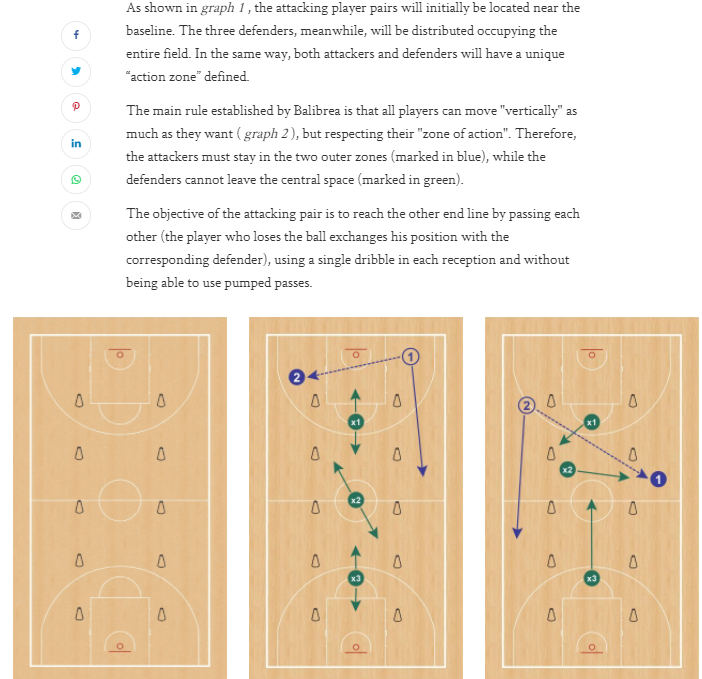 As shown in graph 1 , the attacking player pairs will initially be located near the
baseline. The three defenders, meanwhile, will be distributed occupying the
entire field. In the same way, both attackers and defenders will have a unique
“action zone” defined.
The main rule established by Balibrea is that all players can move "vertically" as
much as they want ( graph 2 ), but respecting their "zone of action". Therefore,
the attackers must stay in the two outer zones (marked in blue), while the
defenders cannot leave the central space (marked in green).
The objective of the attacking pair is to reach the other end line by passing each
other (the player who loses the ball exchanges his position with the
corresponding defender), using a single dribble in each reception and without
being able to use pumped passes.
1
2
x1
x2
x3
2
x1
x2
1
x3